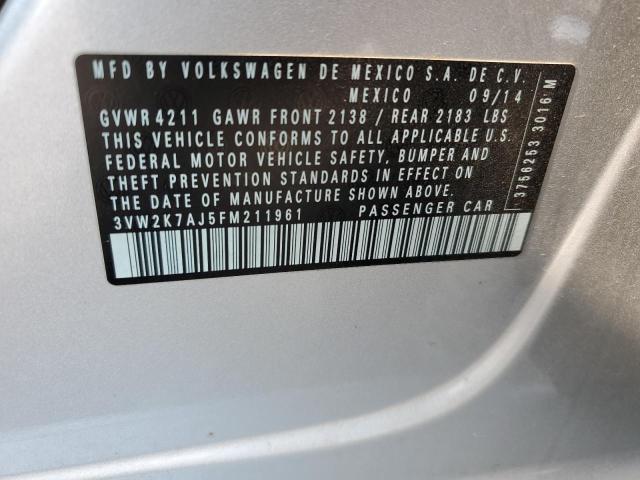 MFD BY VOLKSWAGEN DE MEXICO S.A. DE C.V.
MEXICO 09/14
GVWR 4211 GAWR FRONT 2138 / REAR 2183 LBS
THIS VEHICLE CONFORMS TO ALL APPLICABLE U.S.
FEDERAL MOTOR VEHICLE SAFETY, BUMPER AND
THEFT PREVENTION STANDARDS IN EFFECT ON
THE DATE OF MANUFACTURE SHOWN ABOVE.
3VW2K7AJ5FM211961 PASSENGER CAR
3756253 3016 M